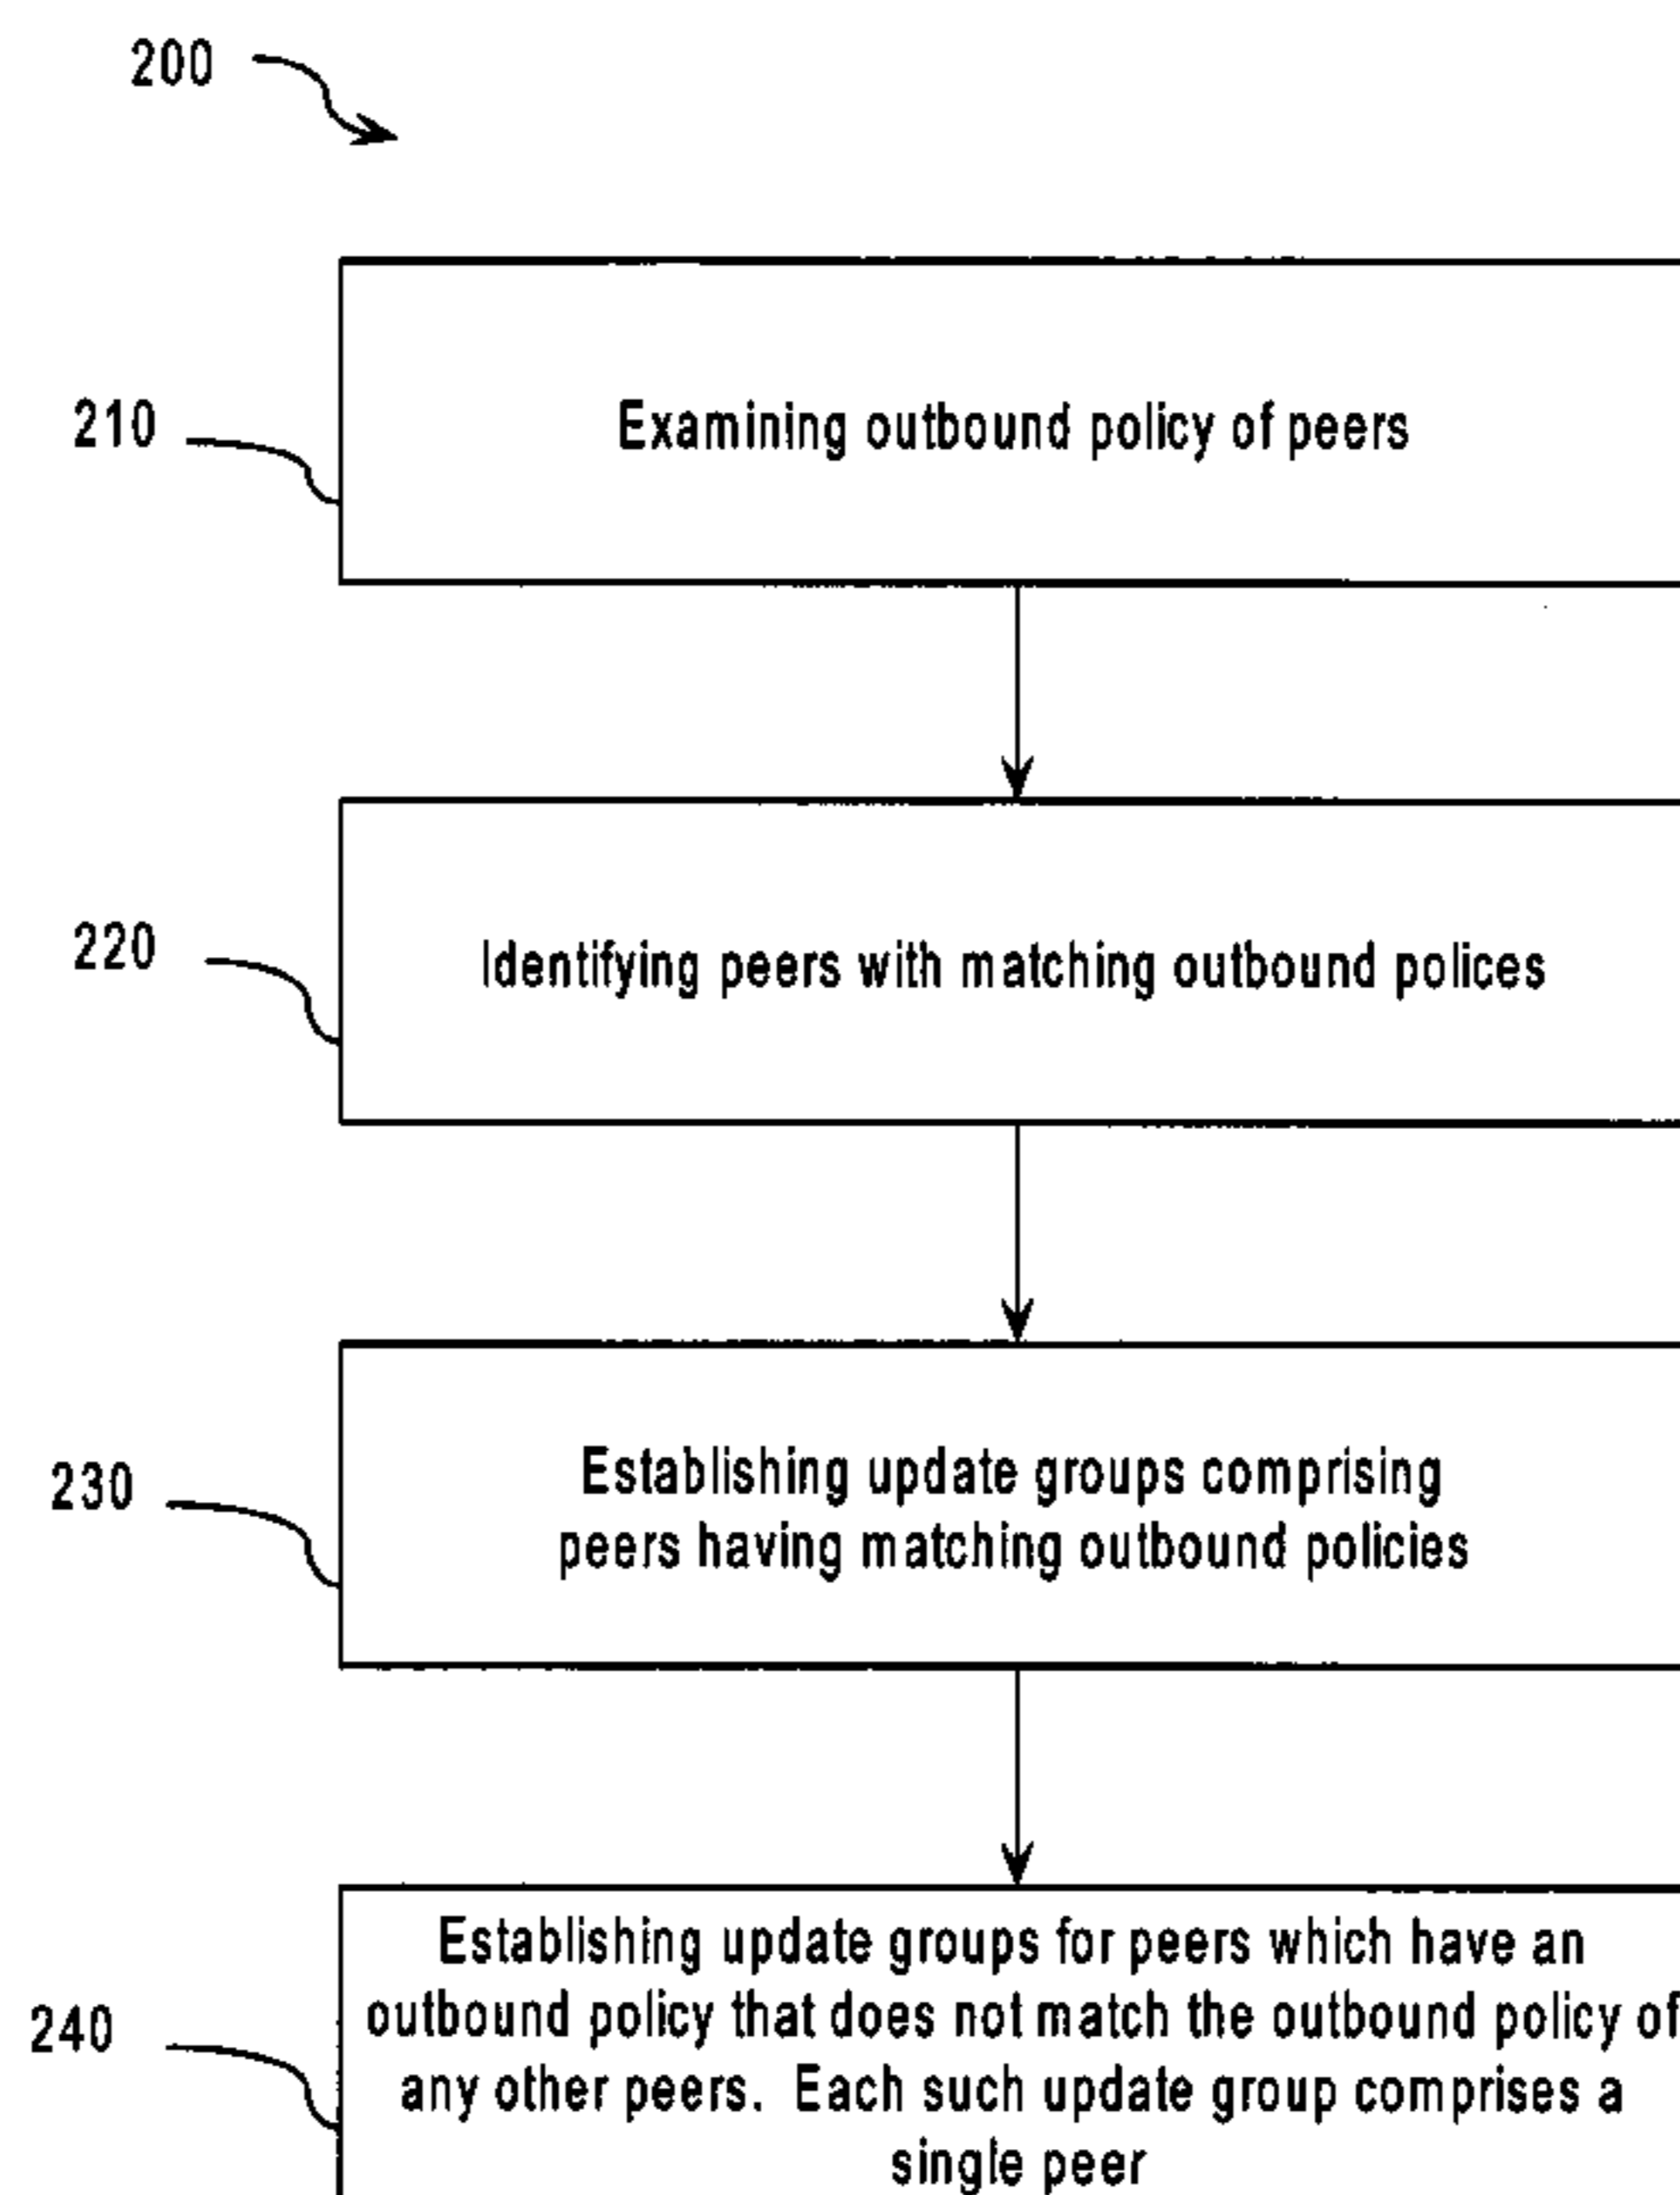 200
210
Examining outbound policy of peers
220
Identifying peers with matching outbound polices
230
Establishing update groups comprising
peers having matching outbound policies
240
Establishing update groups for peers which have an
outbound policy that does not match the outbound policy of
any other peers. Each such update group comprises a
single peer